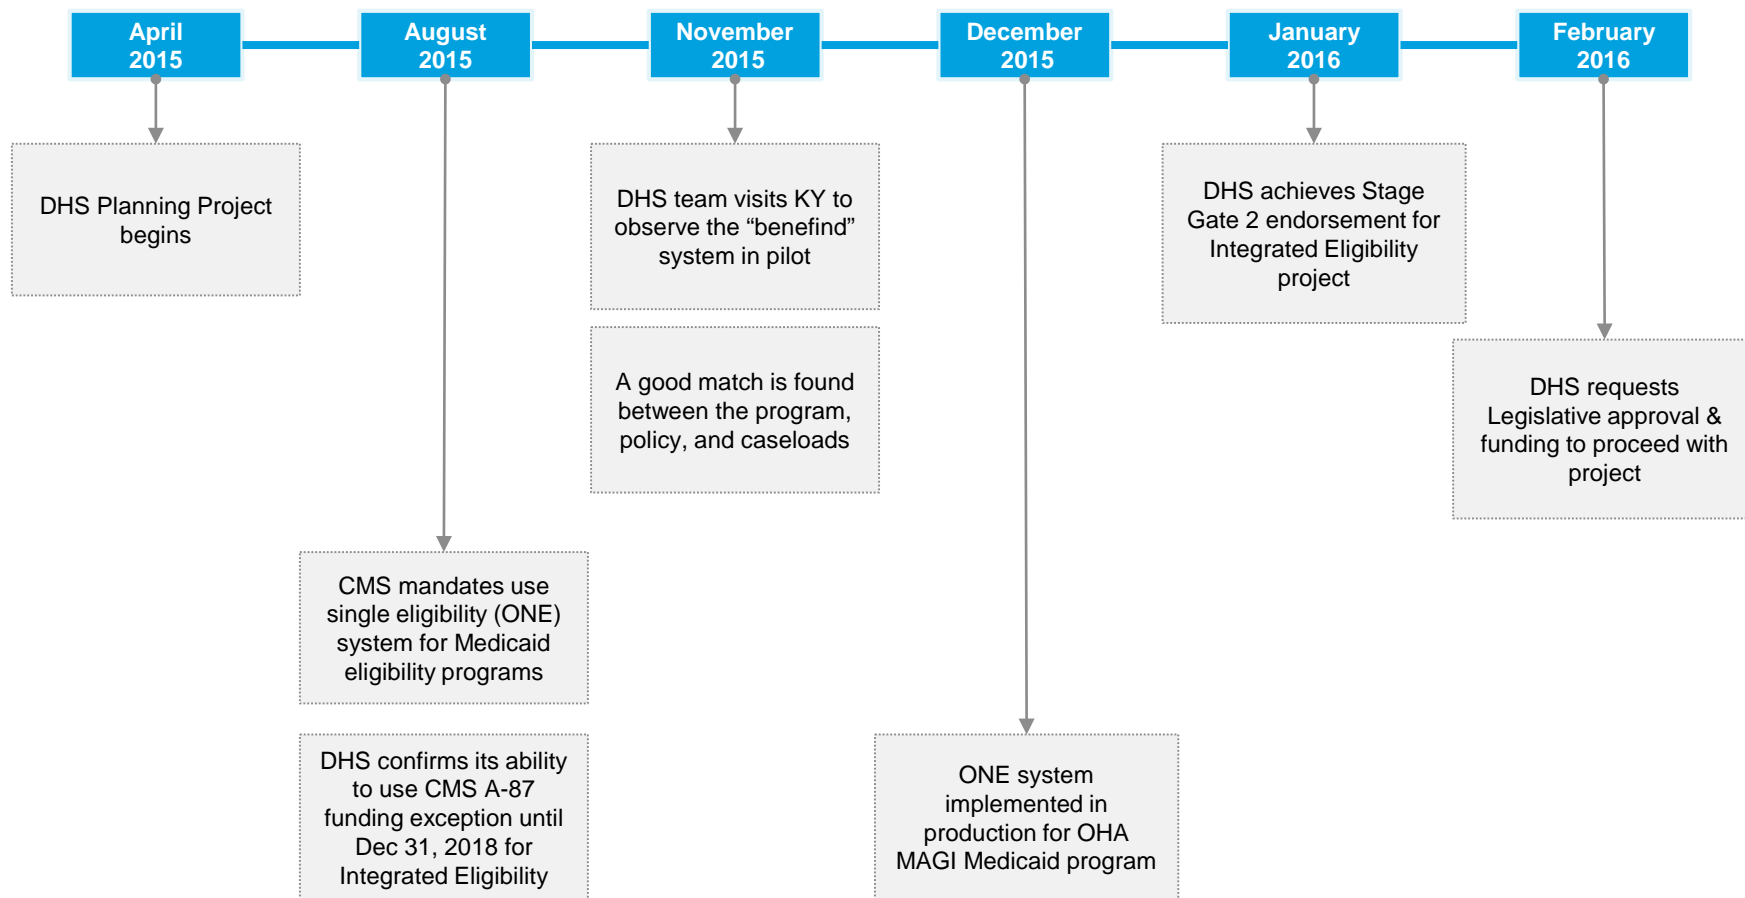 April
2015
August
2015
November
2015
December
2015
January
2016
February
2016
DHS Planning Project
begins
DHS team visits KY to
observe the “benefind”
system in pilot
A good match is found
between the program,
policy, and caseloads
DHS achieves Stage
Gate 2 endorsement for
Integrated Eligibility
project
DHS requests
Legislative approval &
funding to proceed with
project
CMS mandates use
single eligibility (ONE)
system for Medicaid
eligibility programs
DHS confirms its ability
to use CMS A-87
funding exception until
Dec 31, 2018 for
Integrated Eligibility
ONE system
implemented in
production for OHA
MAGI Medicaid program